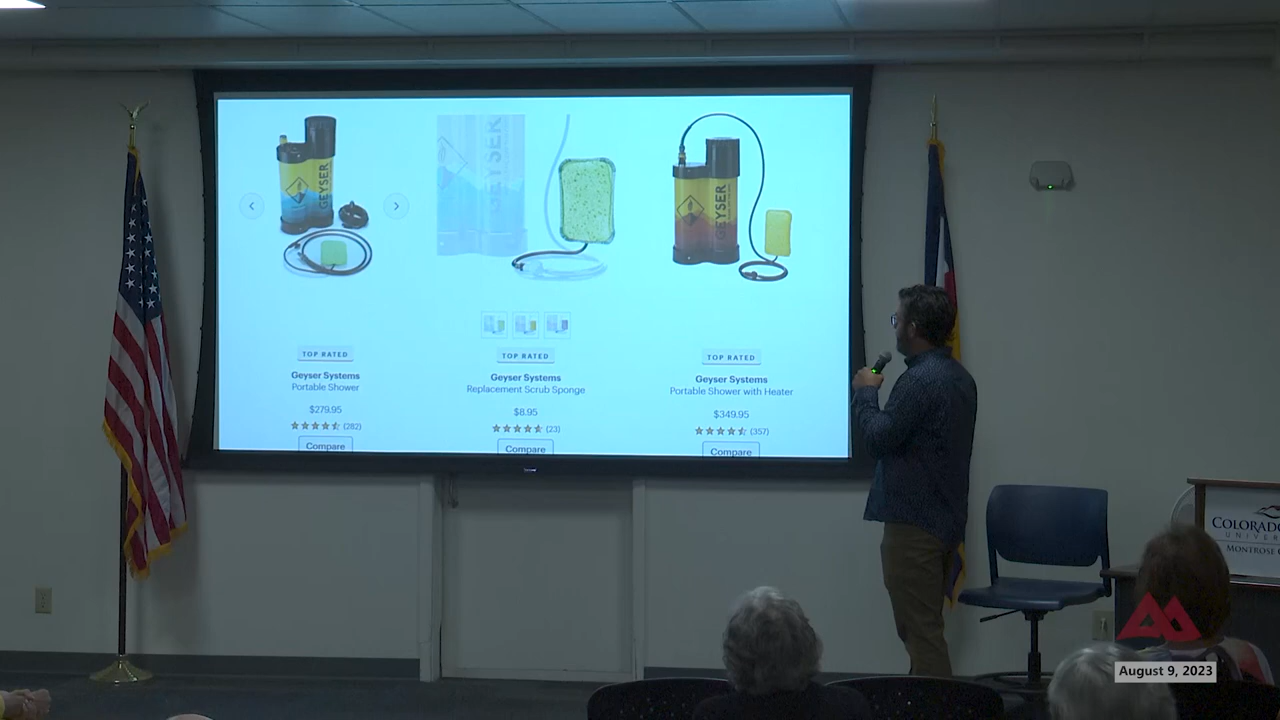 GEYSER
GEYSER
GEYSER
TOP RATED
Geyser Systems
Portable Shower
$279.95
(282)
Compare
TOP RATED
Geyser Systems
Replacement Scrub Sponge
$8.95
(23)
Compare
TOP RATED
Geyser Systems
Portable Shower with Heater
$349.95
(357)
Compare
COLORADO
UNIVER
MONTROSE
August 9, 2023